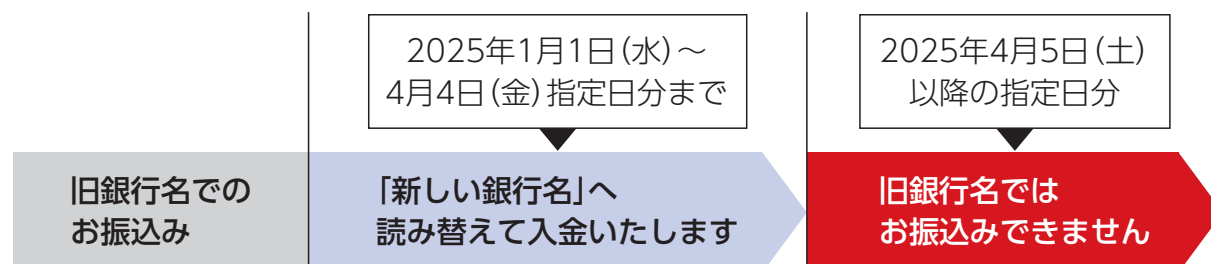 2025年1月1日(水)～
4月4日(金)指定日分まで
2025年4月5日(土)
以降の指定日分
旧銀行名での
お振込み
「新しい銀行名」へ
読み替えて入金いたします
旧銀行名では
お振込みできません